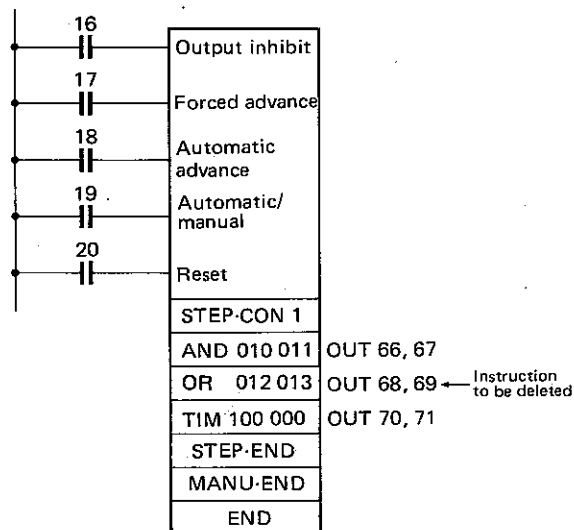 16
Output inhibit
17
Forced advance
18
Automatic
advance
19
Automatic/
manual
20
Reset
STEP·CON 1
AND 010 011 OUT 66, 67
OR 012 013 OUT 68, 69 Instruction
to be deleted
TIM 100 000 OUT 70, 71
STEP·END
MANU·END
END